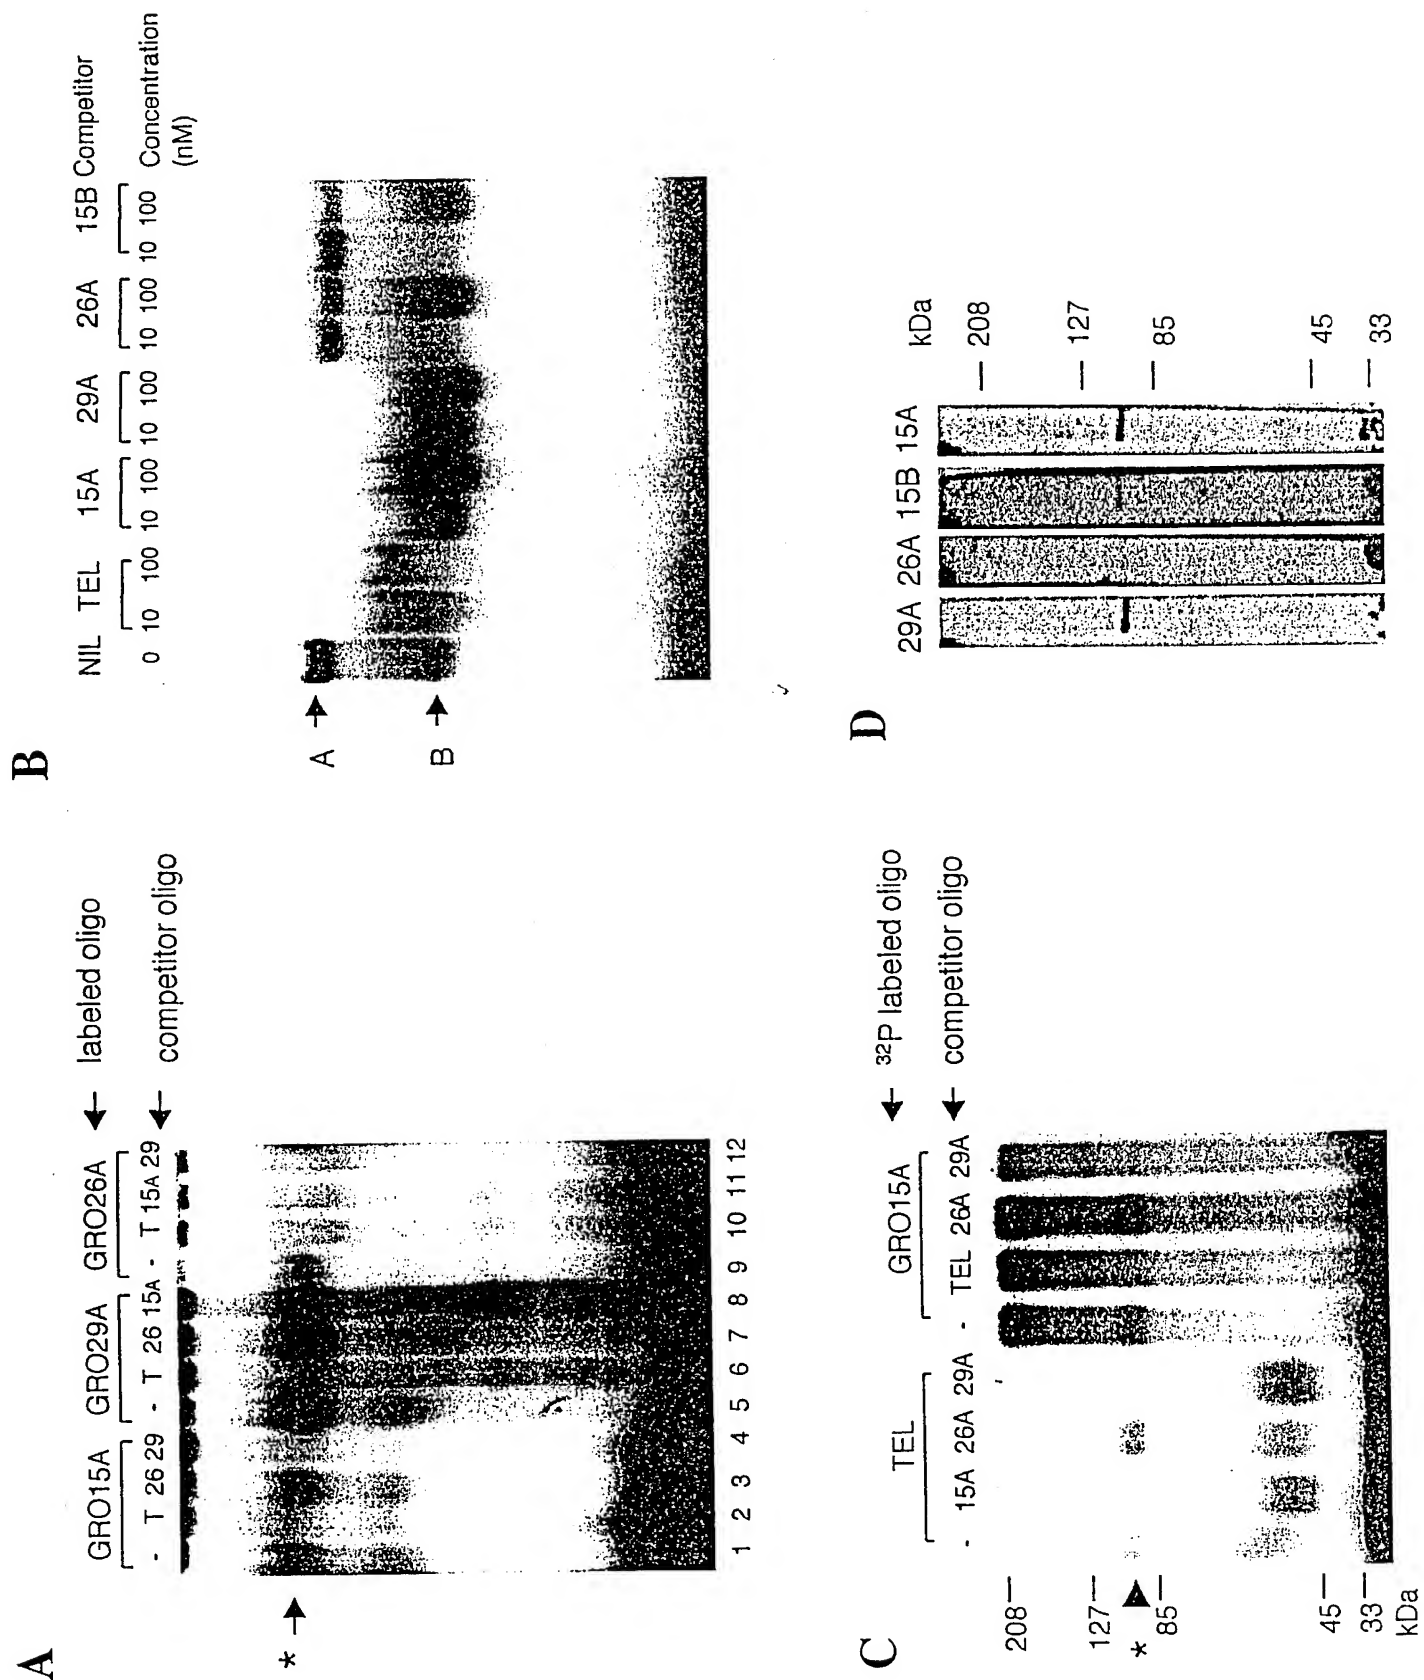 A
GRO15A GRO29A GRO26A ← labeled oligo
- T 26 29 - T 26 15A - T 15A 29 ← competitor oligo
* →
1 2 3 4 5 6 7 8 9 10 11 12
B
NIL TEL 15A 29A 26A 15B Competitor
0 10 100 10 100 10 100 10 100 10 100 Concentration
(nM)
A →
B →
C
TEL GRO15A ← 32P labeled oligo
- 15A 26A 29A - TEL 26A 29A ← competitor oligo
208 —
127 —
*
85 —
45 —
33 —
kDa
D
29A 26A 15B 15A kDa
— 208
— 127
— 85
— 45
— 33